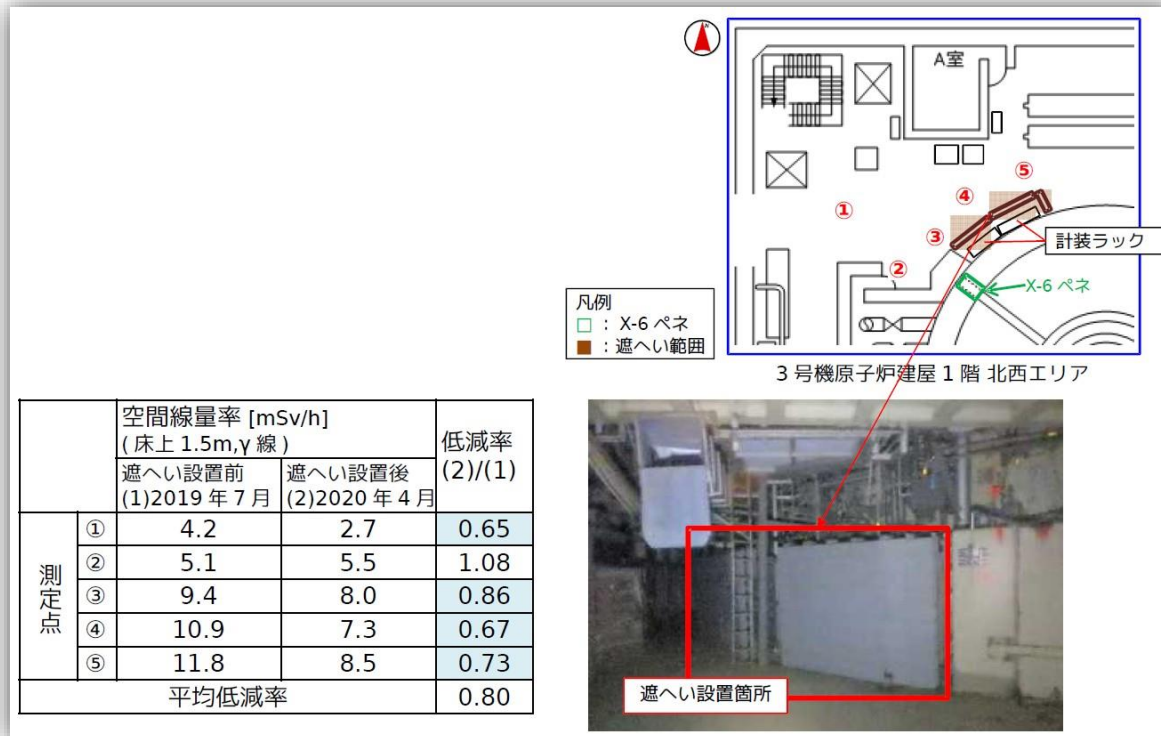 N
A室
①
②
③
④
⑤
計装ラック
X-6 ペネ
凡例
□ : X-6 ペネ
■ : 遮へい範囲
3 号機原子炉建屋 1 階 北西エリア
空間線量率 [mSv/h]
( 床上 1.5m,γ 線 )
低減率
(2)/(1)
遮へい設置前
(1)2019 年 7 月
遮へい設置後
(2)2020 年 4 月
測定点
① 4.2 2.7 0.65
② 5.1 5.5 1.08
③ 9.4 8.0 0.86
④ 10.9 7.3 0.67
⑤ 11.8 8.5 0.73
平均低減率 0.80
遮へい設置箇所